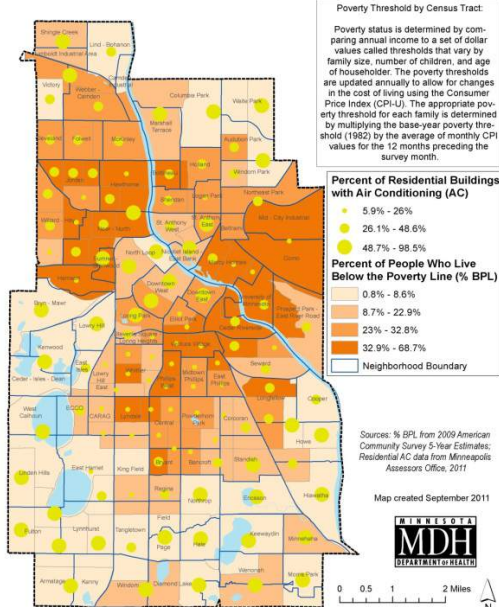 Poverty Threshold by Census Tract:
Poverty status is determined by com-
paring annual income to a set of dollar
values called thresholds that vary by
family size, number of children, and age
of householder. The poverty thresholds
are updated annually to allow for changes
in the cost of living using the Consumer
Price Index (CPI-U). The appropriate pov-
erty threshold for each family is determined
by multiplying the base-year poverty thre-
shold (1982) by the average of monthly CPI
values for the 12 months preceding the
survey month.
Percent of Residential Buildings
with Air Conditioning (AC)
5.9% - 26%
26.1% - 48.6%
48.7% - 98.5%
Percent of People Who Live
Below the Poverty Line (% BPL)
0.8% - 8.6%
8.7% - 22.9%
23% - 32.8%
32.9% - 68.7%
Neighborhood Boundary
Sources: % BPL from 2009 American
Community Survey 5-Year Estimates;
Residential AC data from Minneapolis
Assessors Office, 2011
Map created September 2011
MINNESOTA
MDH
DEPARTMENT OF HEALTH
0 0.5 1 2 Miles
Shingle Creek
Lind - Bohanon
Victory
Webber -
Camden
Columbia Park
Waite Park
Marshall
Terrace
Audubon Park
Folwell
McKinley
Holland
Windom Park
Jordan
Hawthorne
Logan Park
Northeast Park
Sheridan
Mid - City Industrial
Willard - Hay
Near - North
St. Anthony
West
St. Anthony
East
Beltrami
Como
North Loop
Nicollet Island -
East Bank
Harrison
Downtown
West
Downtown
East
University of
Minnesota
Prospect Park -
East River Road
Bryn - Mawr
Loring Park
Elliot Park
Cedar Riverside
Lowry Hill
Kenwood
Ventura Village
Seward
Cedar - Isles - Dean
East
Isles
Lowry
Hill
East
Whittier
Phillips
West
Midtown
Phillips
East
Phillips
Longfellow
Cooper
West
Calhoun
ECCO
CARAG
Lyndale
Central
Powderhorn
Park
Corcoran
Howe
Bryant
Bancroft
Standish
Linden Hills
East Harriet
King Field
Regina
Northrop
Ericsson
Hiawatha
Fulton
Lynnhurst
Tangletown
Field
Page
Hale
Keewaydin
Minnehaha
Wenonah
Morris Park
Armatage
Kenny
Windom
Diamond Lake